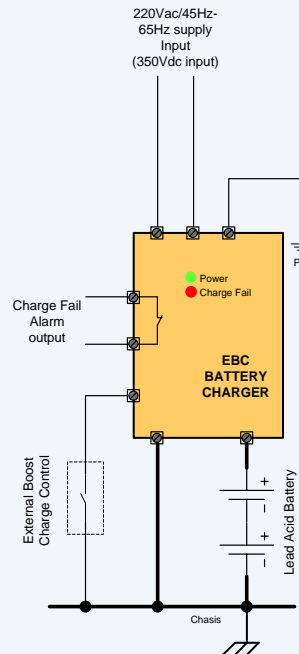 220Vac/45Hz-
65Hz supply
Input
(350Vdc input)
P
Power
Charge Fail
Charge Fail
Alarm
output
EBC
BATTERY
CHARGER
External Boost
Charge Control
+
−
+
−
Lead Acid Battery
Chasis